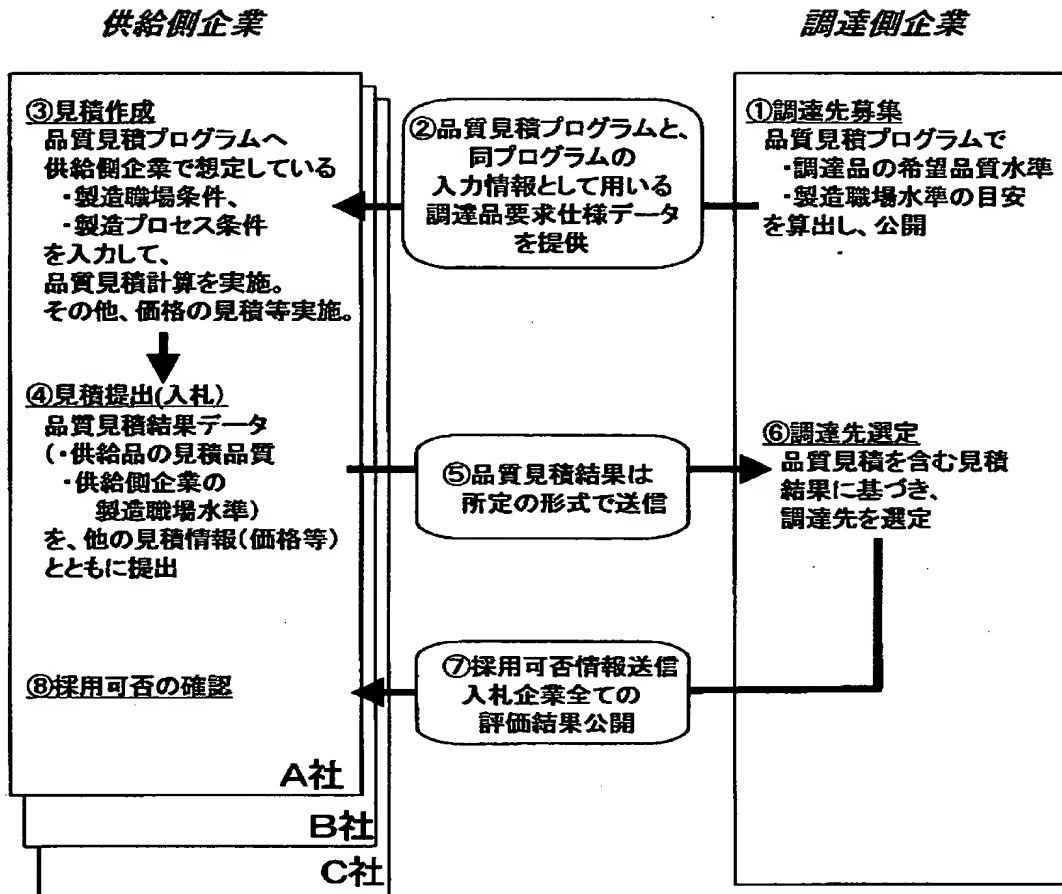 供給側企業
調達側企業
③見積作成
品質見積プログラムへ
供給側企業で想定している
・製造職場条件、
・製造プロセス条件
を入力して、
品質見積計算を実施。
その他、価格の見積等実施。
②品質見積プログラムと、
同プログラムの
入力情報として用いる
調達品要求仕様データ
を提供
①調達先募集
品質見積プログラムで
・調達品の希望品質水準
・製造職場水準の目安
を算出し、公開
④見積提出(入札)
品質見積結果データ
(・供給品の見積品質
・供給側企業の
製造職場水準)
を、他の見積情報(価格等)
とともに提出
⑤品質見積結果は
所定の形式で送信
⑥調達先選定
品質見積を含む見積
結果に基づき、
調達先を選定
⑦採用可否情報送信
入札企業全ての
評価結果公開
⑧採用可否の確認
A社
B社
C社